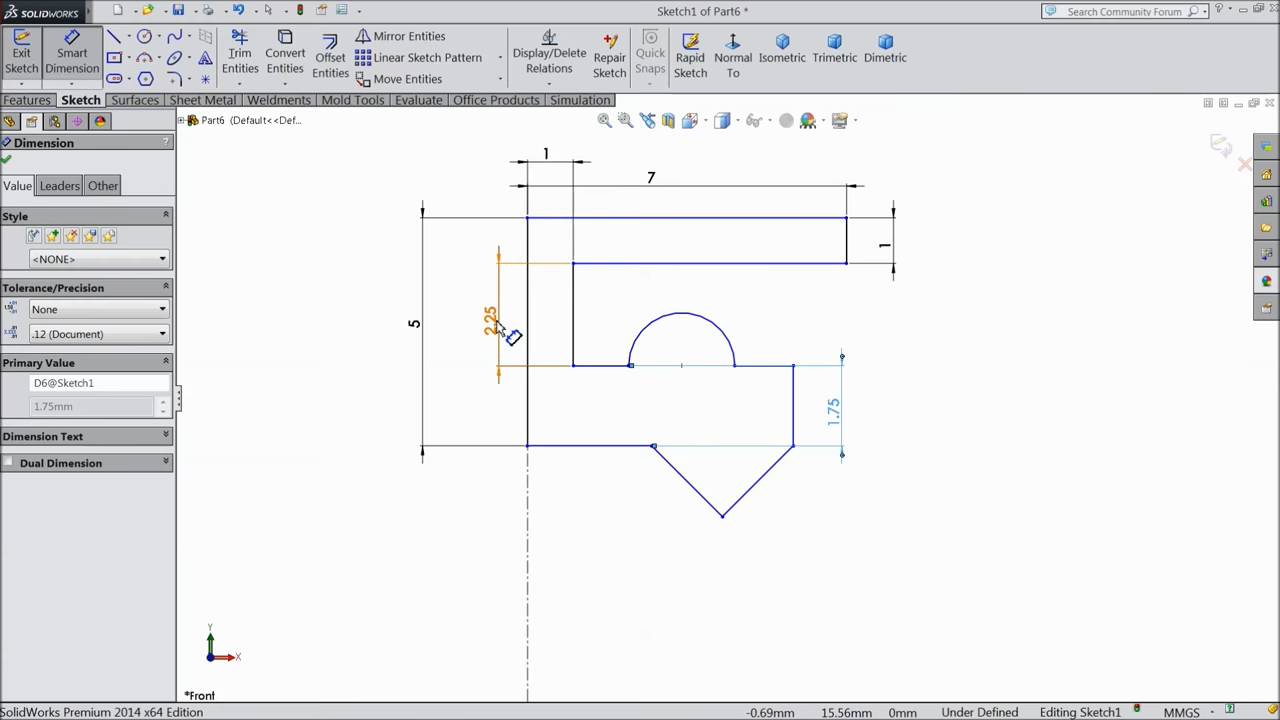 SOLIDWORKS
Sketch1 of Part6 *
Search Community Forum
Exit Sketch
Smart Dimension
Trim Entities
Convert Entities
Offset Entities
Mirror Entities
Linear Sketch Pattern
Move Entities
Display/Delete Relations
Repair Sketch
Quick Snaps
Rapid Sketch
Normal To
Isometric
Trimetric
Dimetric
Features Sketch Surfaces Sheet Metal Weldments Mold Tools Evaluate Office Products Simulation
Part6 (Default<<Def...
Dimension ?
Value Leaders Other
Style
<NONE>
Tolerance/Precision
None
.12 (Document)
Primary Value
D6@Sketch1
1.75mm
Dimension Text
Dual Dimension
1
7
1
5
2.25
1.75
Y
X
*Front
SolidWorks Premium 2014 x64 Edition
-0.69mm 15.56mm 0mm Under Defined Editing Sketch1 MMGS